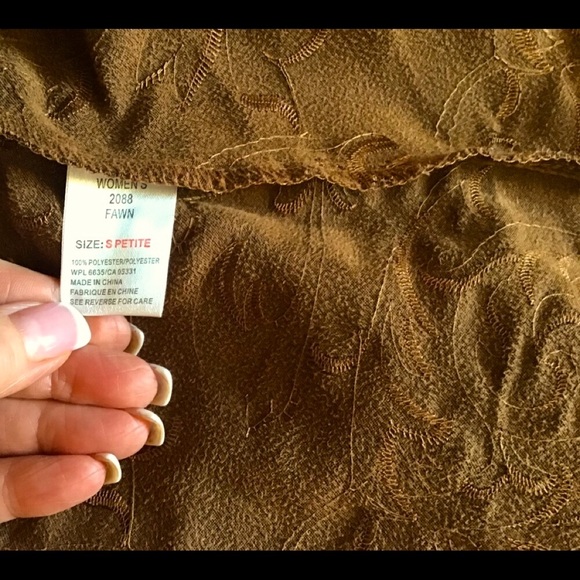 WOMEN'S
2088
FAWN
SIZE: S PETITE
100% POLYESTER/POLYESTER
WPL 6635/CA 03331
MADE IN CHINA
FABRIQUE EN CHINE
SEE REVERSE FOR CARE